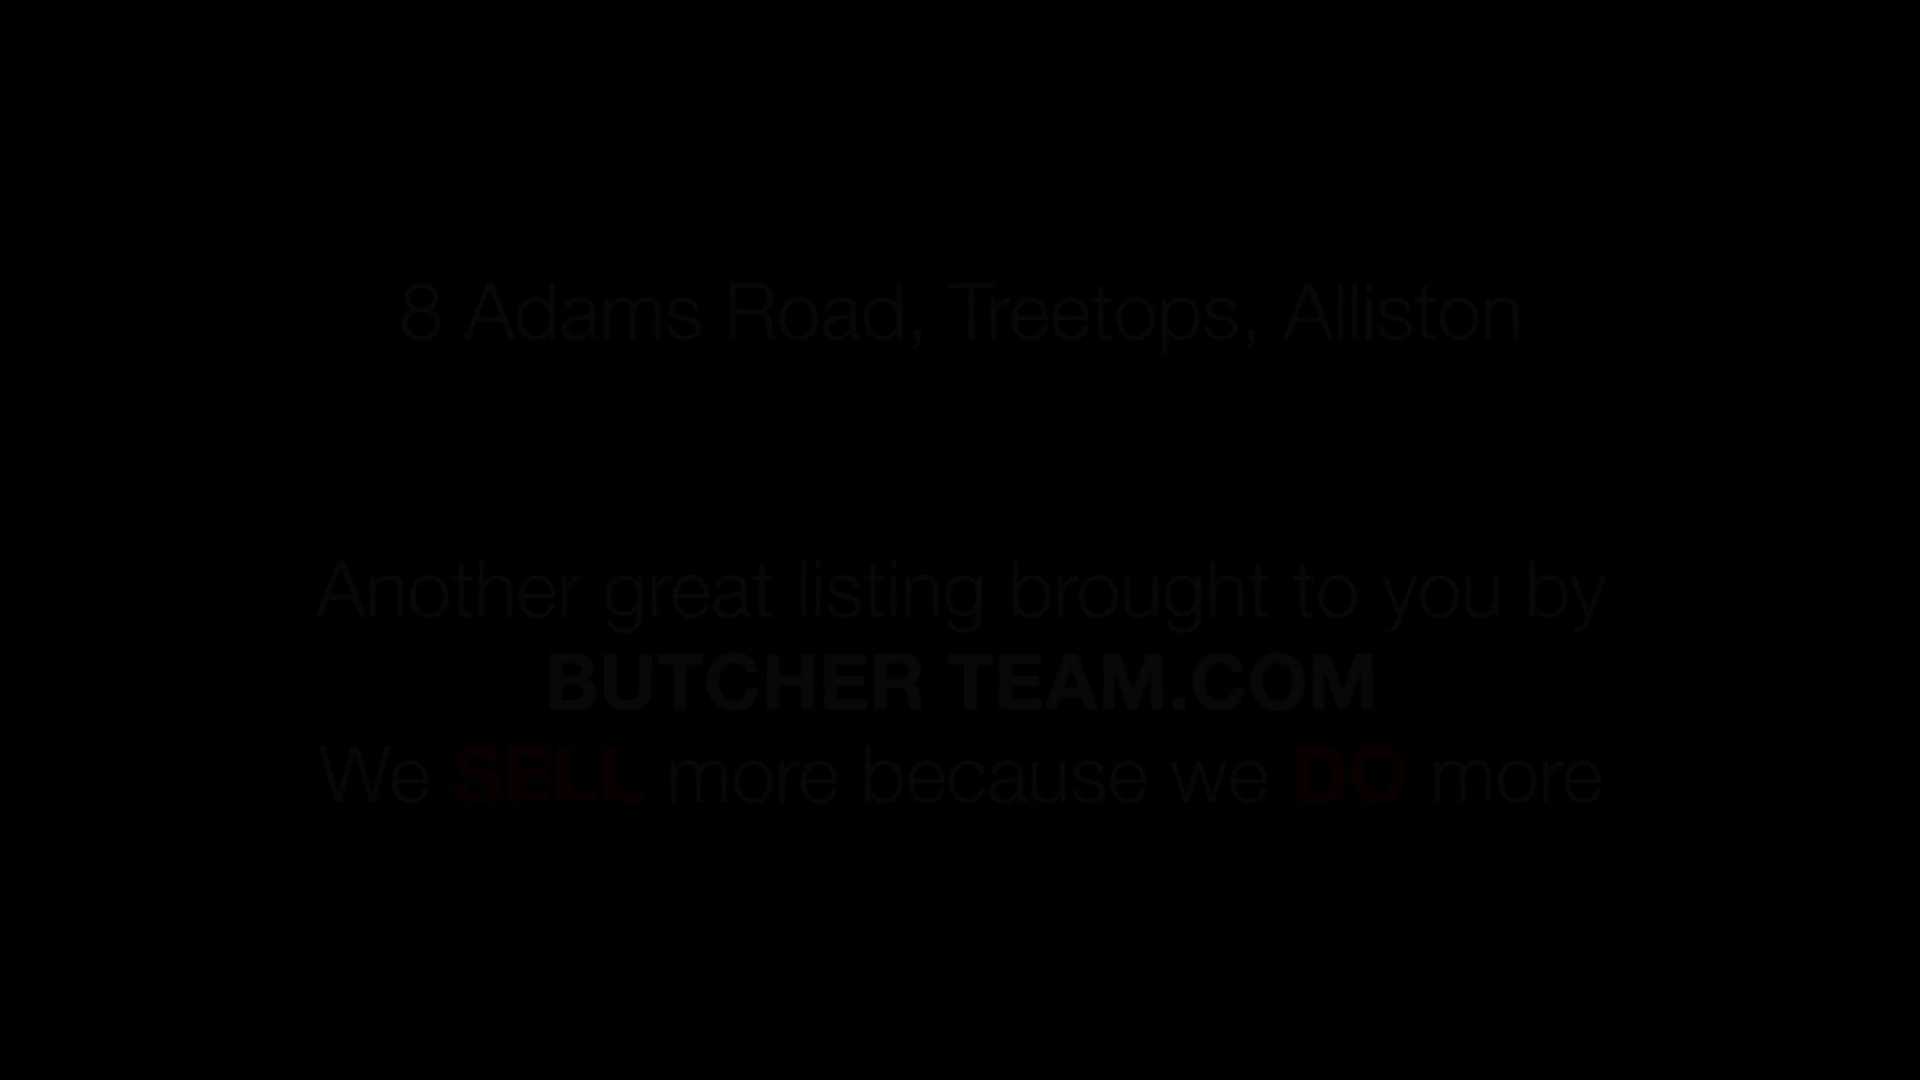 8 Adams Road, Treetops, Alliston
Another great listing brought to you by
BUTCHER TEAM.COM
We SELL more because we DO more